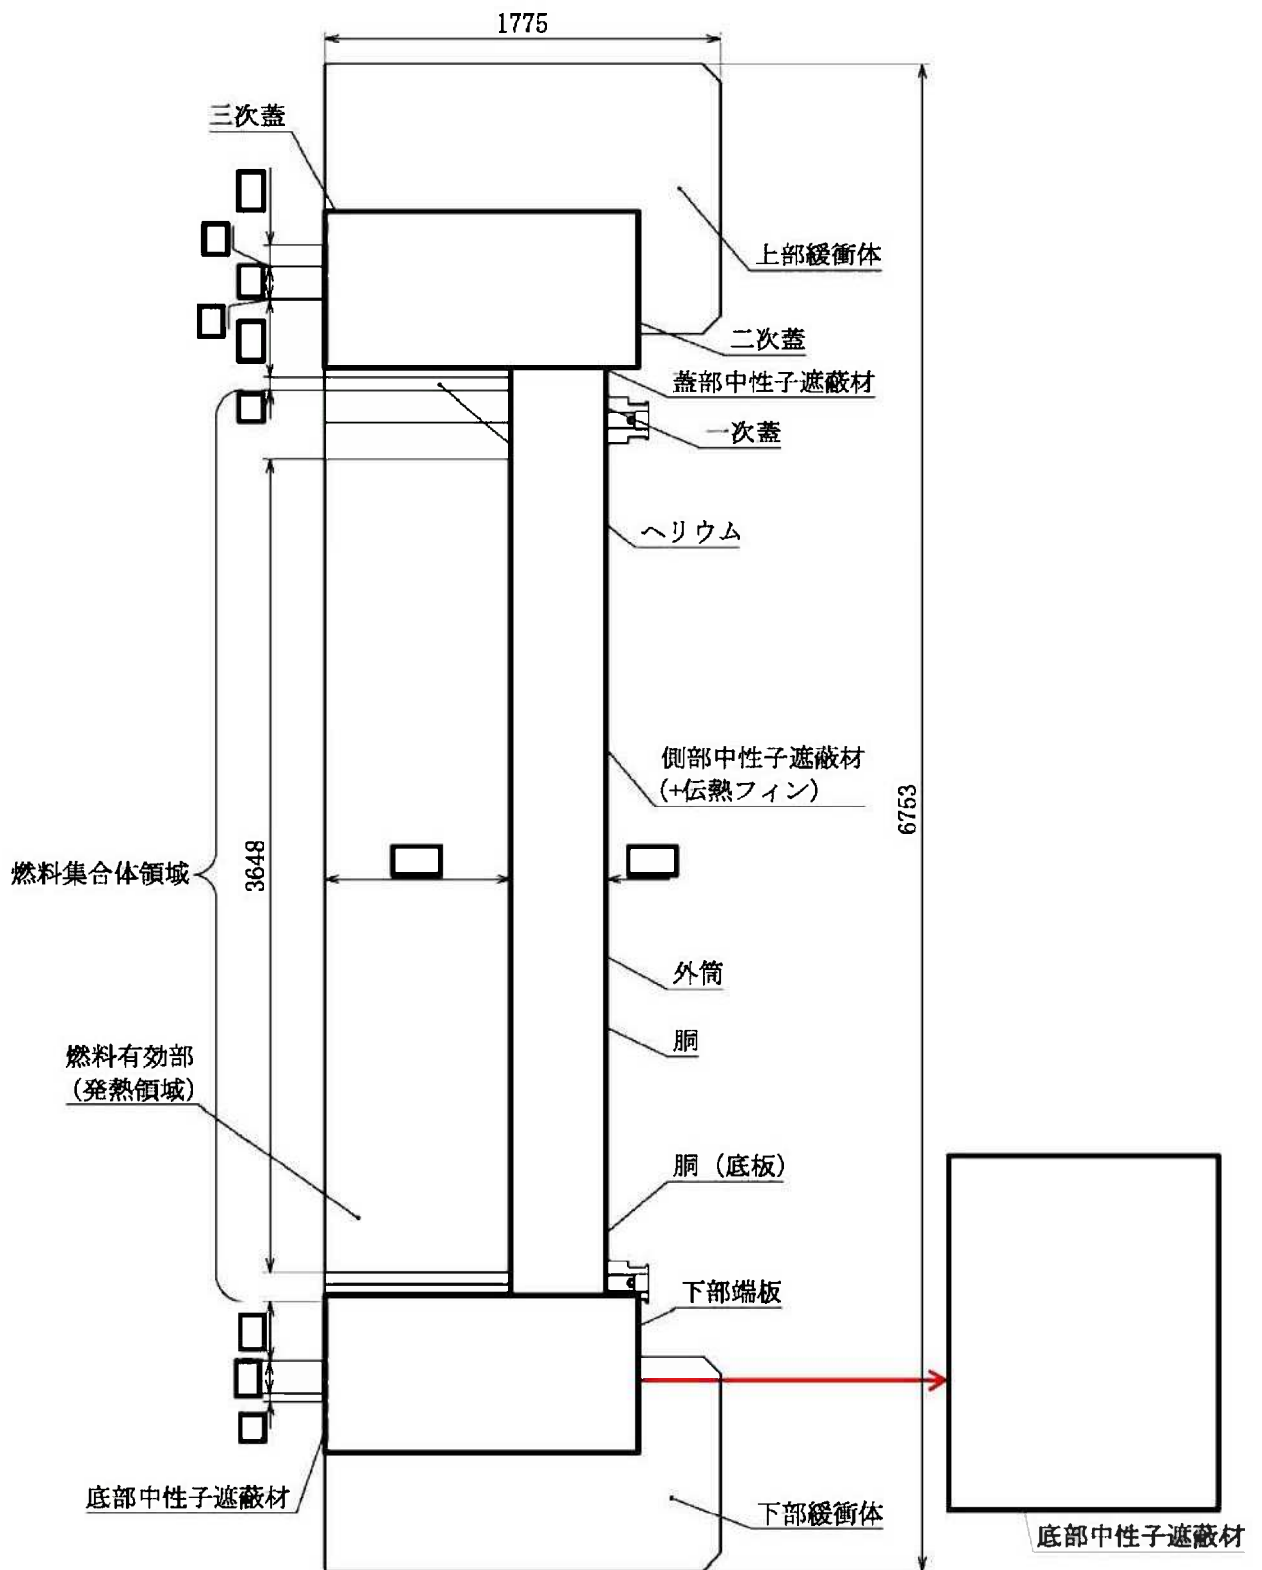 1775
三次蓋
上部緩衝体
二次蓋
蓋部中性子遮蔽材
一次蓋
ヘリウム
側部中性子遮蔽材
(+伝熱フィン)
6753
燃料集合体領域
3648
外筒
胴
燃料有効部
(発熱領域)
胴（底板）
下部端板
底部中性子遮蔽材
下部緩衝体
底部中性子遮蔽材